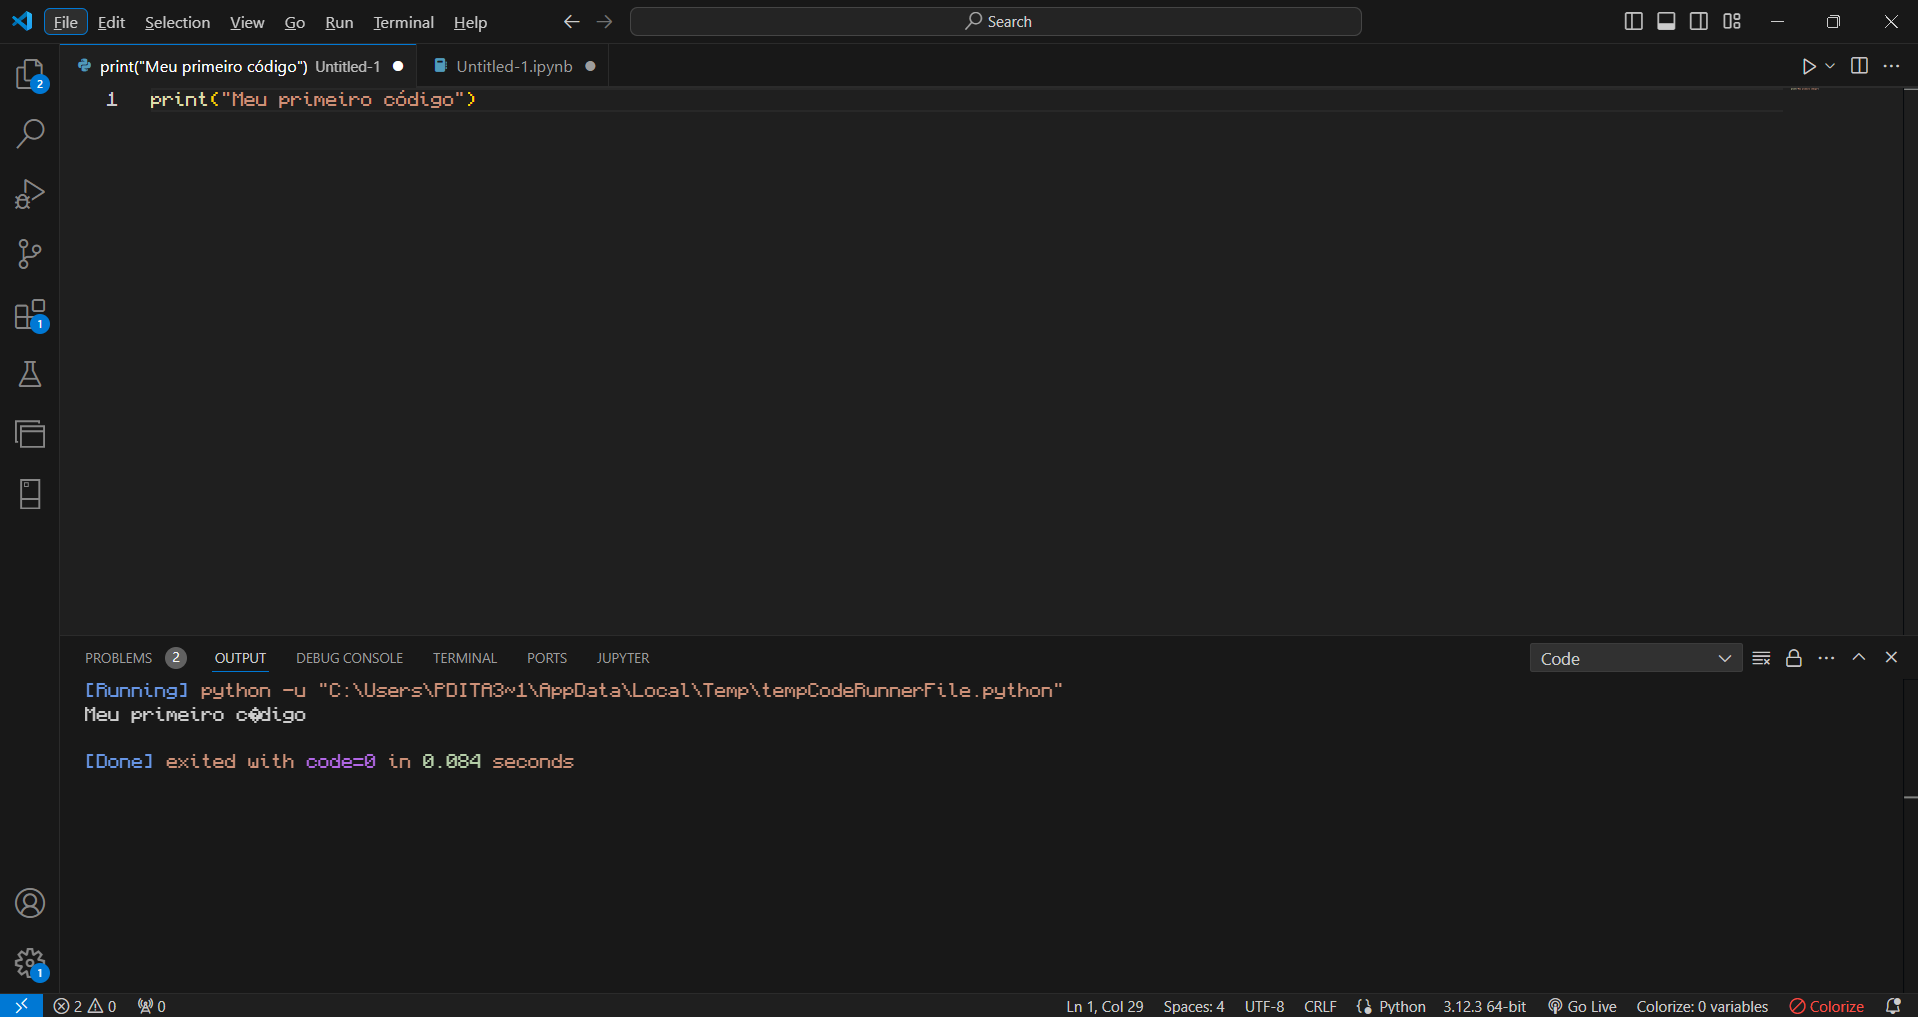 File Edit Selection View Go Run Terminal Help Search
print("Meu primeiro código") Untitled-1 Untitled-1.ipynb
2
1 print("Meu primeiro código")
1
PROBLEMS 2 OUTPUT DEBUG CONSOLE TERMINAL PORTS JUPYTER Code
[Running] python -u "C:\Users\PDITA3~1\AppData\Local\Temp\tempCodeRunnerFile.python"
Meu primeiro c�digo
[Done] exited with code=0 in 0.084 seconds
1
2 0 0 Ln 1, Col 29 Spaces: 4 UTF-8 CRLF Python 3.12.3 64-bit Go Live Colorize: 0 variables Colorize